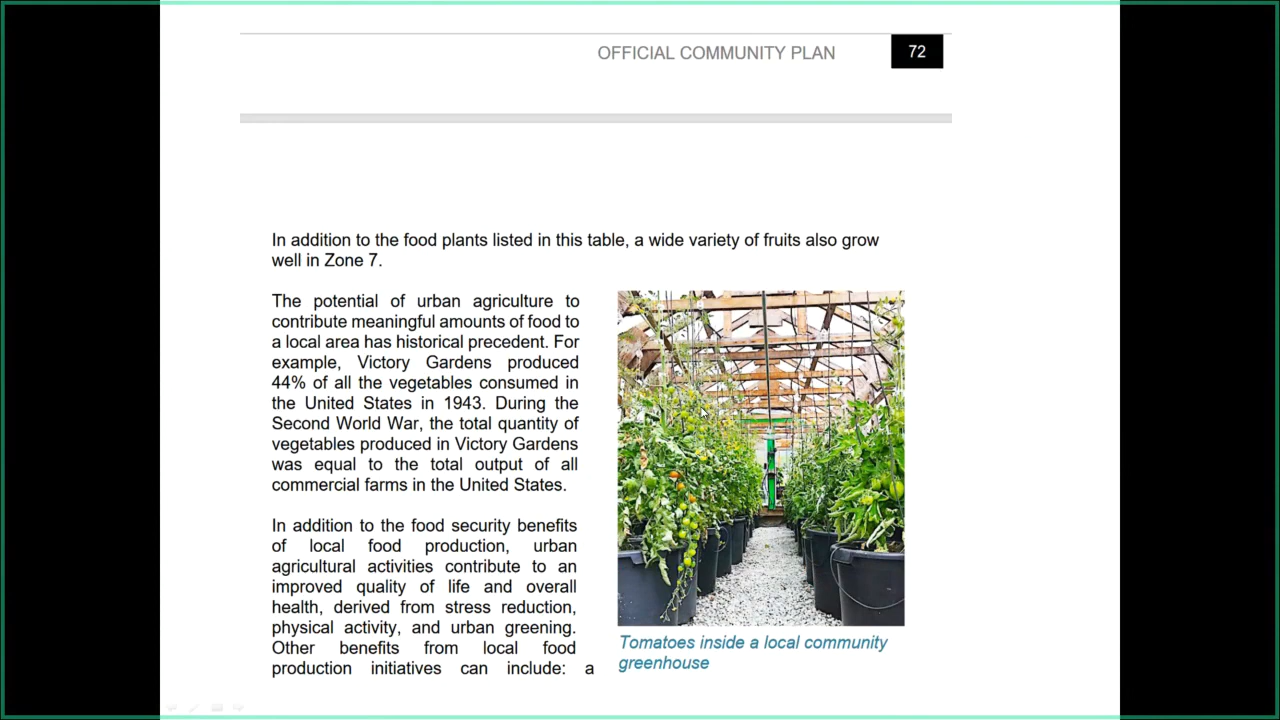 OFFICIAL COMMUNITY PLAN 72
In addition to the food plants listed in this table, a wide variety of fruits also grow
well in Zone 7.
The potential of urban agriculture to
contribute meaningful amounts of food to
a local area has historical precedent. For
example, Victory Gardens produced
44% of all the vegetables consumed in
the United States in 1943. During the
Second World War, the total quantity of
vegetables produced in Victory Gardens
was equal to the total output of all
commercial farms in the United States.
In addition to the food security benefits
of local food production, urban
agricultural activities contribute to an
improved quality of life and overall
health, derived from stress reduction,
physical activity, and urban greening.
Other benefits from local food
production initiatives can include: a
Tomatoes inside a local community
greenhouse